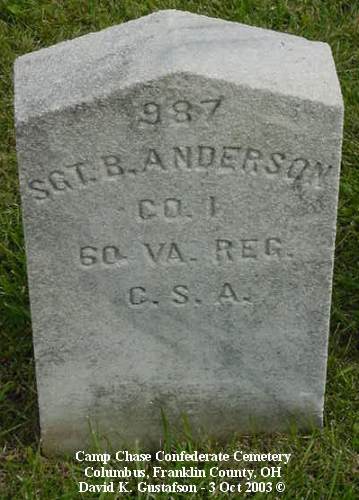 987
SGT. B. ANDERSON
CO. I
60. VA. REG.
C. S. A.
Camp Chase Confederate Cemetery
Columbus, Franklin County, OH
David K. Gustafson - 3 Oct 2003 ©